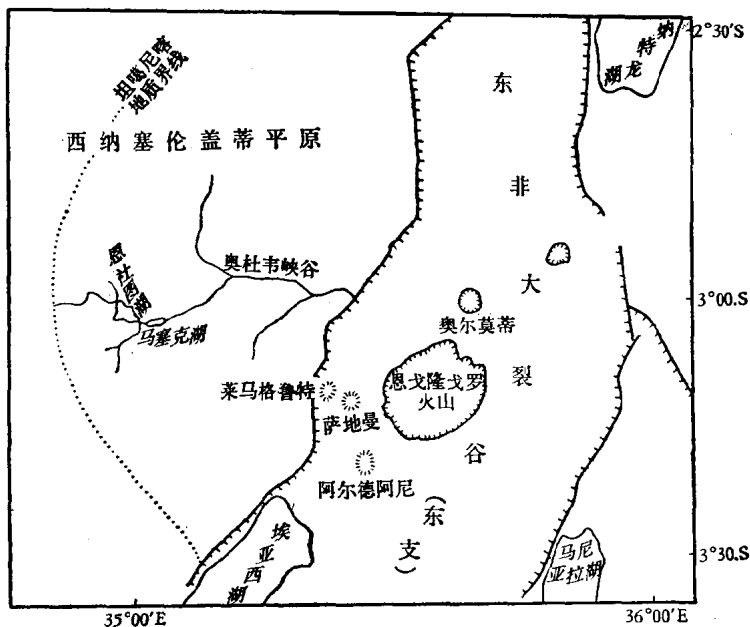 2°30′.S
纳特龙湖
坦噶尼喀
地质界线
东非大裂谷
(东支)
西纳塞伦盖蒂平原
恩杜图湖
奥杜韦峡谷
马塞克湖
3°00′.S
奥尔莫蒂
莱马格鲁特
恩戈隆戈罗
火山
萨地曼
阿尔德阿尼
埃亚西湖
马尼
亚拉湖
3°30′.S
35°00′E
36°00′E